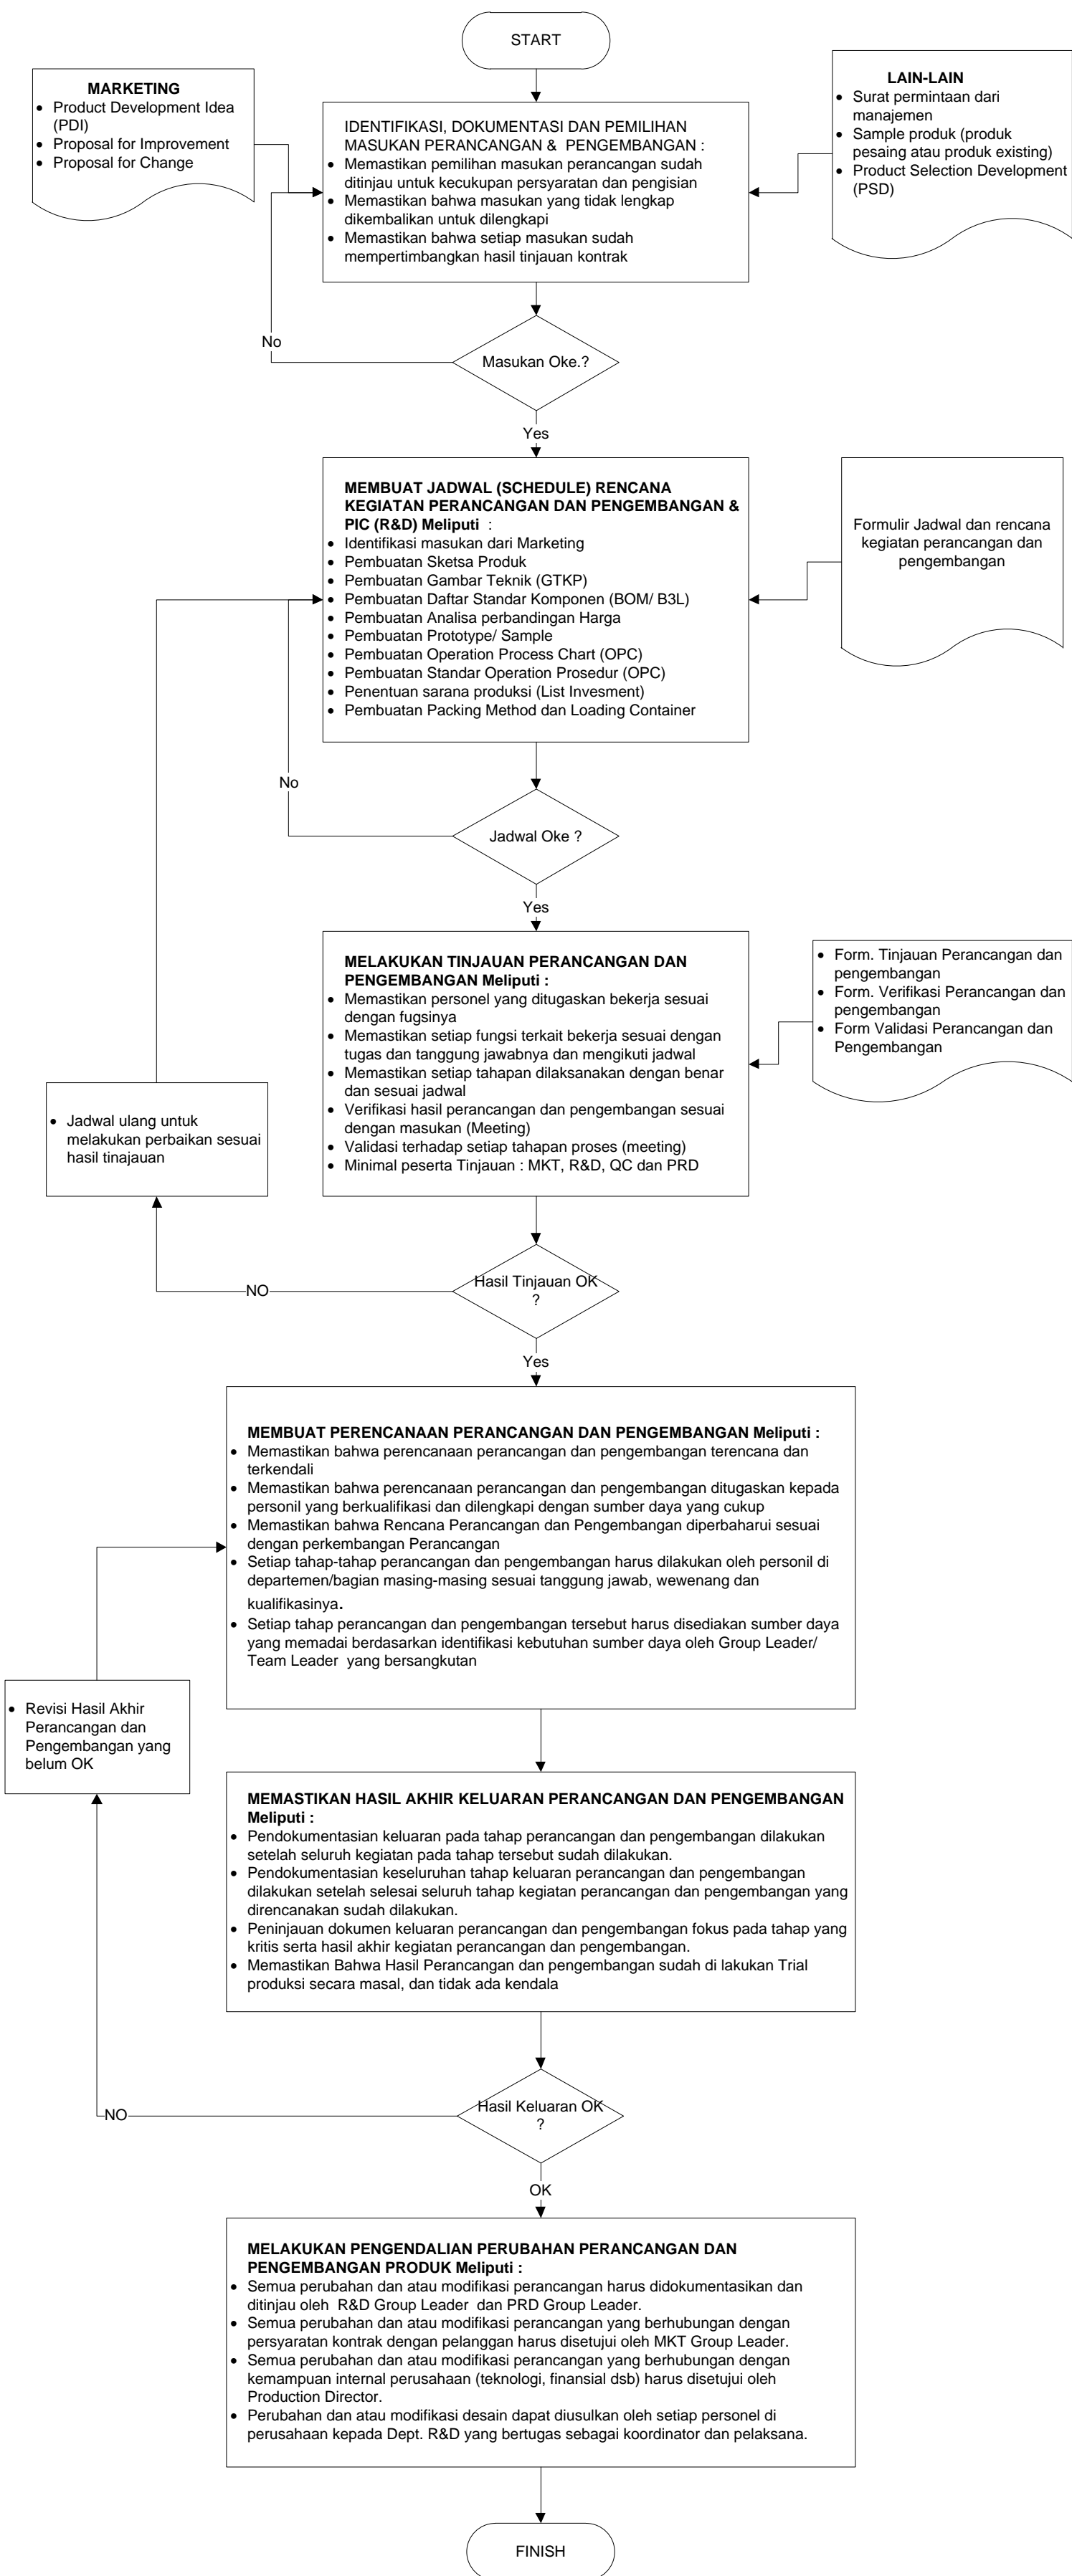 START
MARKETING
• Product Development Idea
(PDI)
• Proposal for Improvement
• Proposal for Change
IDENTIFIKASI, DOKUMENTASI DAN PEMILIHAN
MASUKAN PERANCANGAN & PENGEMBANGAN :
• Memastikan pemilihan masukan perancangan sudah
ditinjau untuk kecukupan persyaratan dan pengisian
• Memastikan bahwa masukan yang tidak lengkap
dikembalikan untuk dilengkapi
• Memastikan bahwa setiap masukan sudah
mempertimbangkan hasil tinjauan kontrak
LAIN-LAIN
• Surat permintaan dari
manajemen
• Sample produk (produk
pesaing atau produk existing)
• Product Selection Development
(PSD)
No
Masukan Oke.?
Yes
MEMBUAT JADWAL (SCHEDULE) RENCANA
KEGIATAN PERANCANGAN DAN PENGEMBANGAN &
PIC (R&D) Meliputi :
• Identifikasi masukan dari Marketing
• Pembuatan Sketsa Produk
• Pembuatan Gambar Teknik (GTKP)
• Pembuatan Daftar Standar Komponen (BOM/ B3L)
• Pembuatan Analisa perbandingan Harga
• Pembuatan Prototype/ Sample
• Pembuatan Operation Process Chart (OPC)
• Pembuatan Standar Operation Prosedur (OPC)
• Penentuan sarana produksi (List Invesment)
• Pembuatan Packing Method dan Loading Container
Formulir Jadwal dan rencana
kegiatan perancangan dan
pengembangan
No
Jadwal Oke ?
Yes
MELAKUKAN TINJAUAN PERANCANGAN DAN
PENGEMBANGAN Meliputi :
• Memastikan personel yang ditugaskan bekerja sesuai
dengan fugsinya
• Memastikan setiap fungsi terkait bekerja sesuai dengan
tugas dan tanggung jawabnya dan mengikuti jadwal
• Memastikan setiap tahapan dilaksanakan dengan benar
dan sesuai jadwal
• Verifikasi hasil perancangan dan pengembangan sesuai
dengan masukan (Meeting)
• Validasi terhadap setiap tahapan proses (meeting)
• Minimal peserta Tinjauan : MKT, R&D, QC dan PRD
• Form. Tinjauan Perancangan dan
pengembangan
• Form. Verifikasi Perancangan dan
pengembangan
• Form Validasi Perancangan dan
Pengembangan
• Jadwal ulang untuk
melakukan perbaikan sesuai
hasil tinajauan
NO
Hasil Tinjauan OK
?
Yes
MEMBUAT PERENCANAAN PERANCANGAN DAN PENGEMBANGAN Meliputi :
• Memastikan bahwa perencanaan perancangan dan pengembangan terencana dan
terkendali
• Memastikan bahwa perencanaan perancangan dan pengembangan ditugaskan kepada
personil yang berkualifikasi dan dilengkapi dengan sumber daya yang cukup
• Memastikan bahwa Rencana Perancangan dan Pengembangan diperbaharui sesuai
dengan perkembangan Perancangan
• Setiap tahap-tahap perancangan dan pengembangan harus dilakukan oleh personil di
departemen/bagian masing-masing sesuai tanggung jawab, wewenang dan
kualifikasinya.
• Setiap tahap perancangan dan pengembangan tersebut harus disediakan sumber daya
yang memadai berdasarkan identifikasi kebutuhan sumber daya oleh Group Leader/
Team Leader yang bersangkutan
• Revisi Hasil Akhir
Perancangan dan
Pengembangan yang
belum OK
MEMASTIKAN HASIL AKHIR KELUARAN PERANCANGAN DAN PENGEMBANGAN
Meliputi :
• Pendokumentasian keluaran pada tahap perancangan dan pengembangan dilakukan
setelah seluruh kegiatan pada tahap tersebut sudah dilakukan.
• Pendokumentasian keseluruhan tahap keluaran perancangan dan pengembangan
dilakukan setelah selesai seluruh tahap kegiatan perancangan dan pengembangan yang
direncanakan sudah dilakukan.
• Peninjauan dokumen keluaran perancangan dan pengembangan fokus pada tahap yang
kritis serta hasil akhir kegiatan perancangan dan pengembangan.
• Memastikan Bahwa Hasil Perancangan dan pengembangan sudah di lakukan Trial
produksi secara masal, dan tidak ada kendala
NO
Hasil Keluaran OK
?
OK
MELAKUKAN PENGENDALIAN PERUBAHAN PERANCANGAN DAN
PENGEMBANGAN PRODUK Meliputi :
• Semua perubahan dan atau modifikasi perancangan harus didokumentasikan dan
ditinjau oleh R&D Group Leader dan PRD Group Leader.
• Semua perubahan dan atau modifikasi perancangan yang berhubungan dengan
persyaratan kontrak dengan pelanggan harus disetujui oleh MKT Group Leader.
• Semua perubahan dan atau modifikasi perancangan yang berhubungan dengan
kemampuan internal perusahaan (teknologi, finansial dsb) harus disetujui oleh
Production Director.
• Perubahan dan atau modifikasi desain dapat diusulkan oleh setiap personel di
perusahaan kepada Dept. R&D yang bertugas sebagai koordinator dan pelaksana.
FINISH